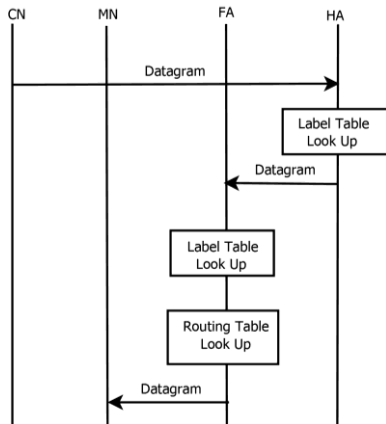 CN MN FA HA
Datagram
Label Table
Look Up
Datagram
Label Table
Look Up
Routing Table
Look Up
Datagram